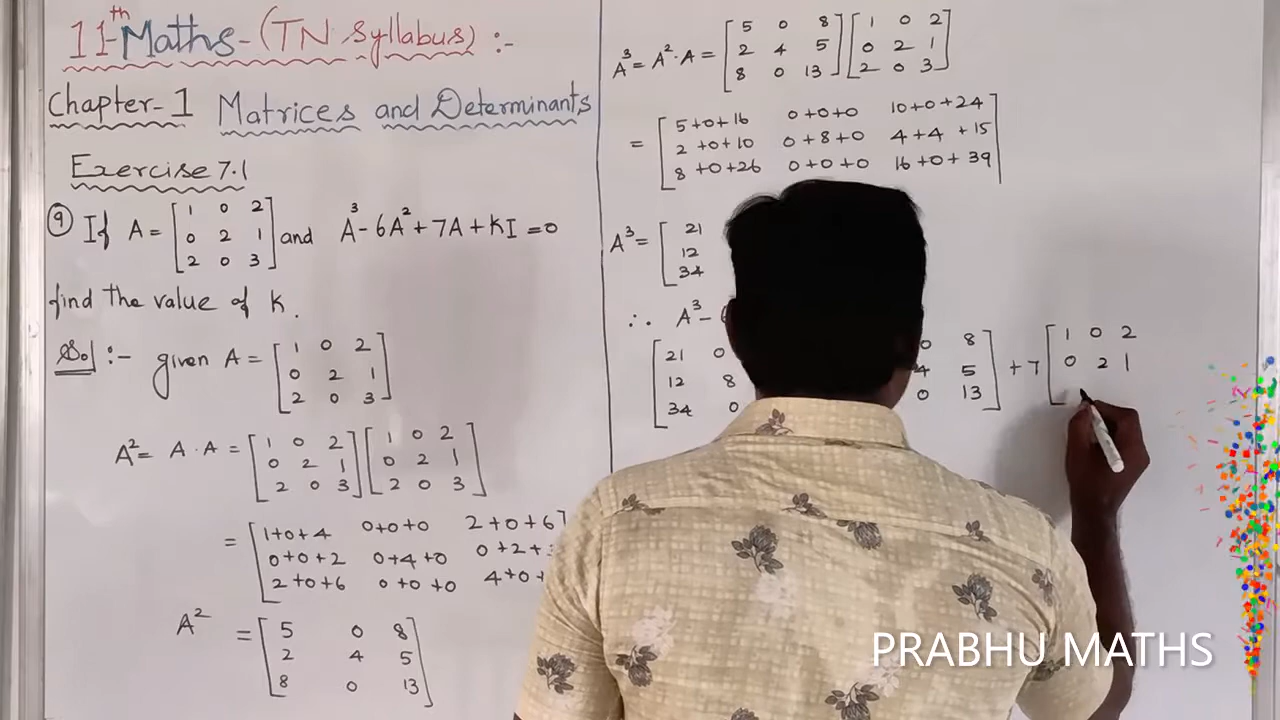 11th Maths - (TN Syllabus) :-
Chapter-1 Matrices and Determinants
Exercise 7.1
9 If A = [1 0 2
0 2 1
2 0 3] and A³ - 6A² + 7A + KI = 0
find the value of K.
Sol :- given A = [1 0 2
0 2 1
2 0 3]
A² = A . A = [1 0 2 ] [1 0 2
0 2 1 ] [0 2 1
2 0 3] [2 0 3]
= [1+0+4 0+0+0 2+0+6]
0+0+2 0+4+0 0+2+
2+0+6 0+0+0 4+0+
A² = [5 0 8
2 4 5
8 0 13]
A³ = A² . A = [5 0 8] [1 0 2]
2 4 5 0 2 1
8 0 13 2 0 3
= [5+0+16 0+0+0 10+0+24
2+0+10 0+8+0 4+4+15
8+0+26 0+0+0 16+0+39]
A³ = [21
12
34
∴ A³ -
[21 0 0 8] + 7 [1 0 2
12 8 4 5 0 2 1
34 0 0 13
PRABHU MATHS